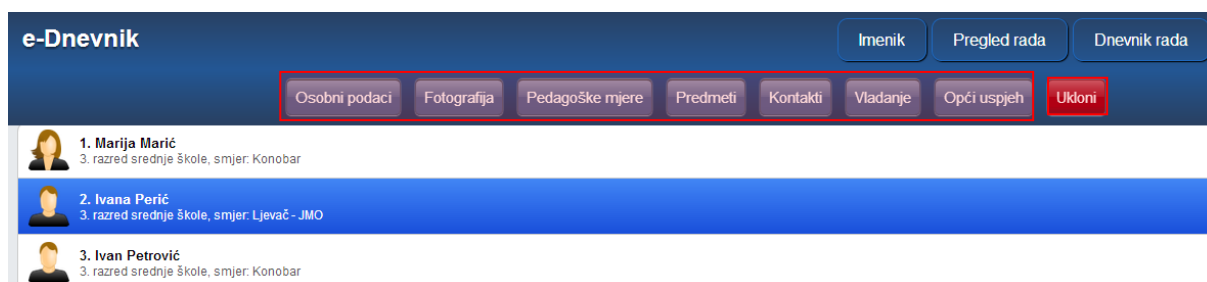 e-Dnevnik
Imenik Pregled rada Dnevnik rada
Osobni podaci Fotografija Pedagoške mjere Predmeti Kontakti Vladanje Opći uspjeh Ukloni
1. Marija Marić
3. razred srednje škole, smjer: Konobar
2. Ivana Perić
3. razred srednje škole, smjer: Ljevač - JMO
3. Ivan Petrović
3. razred srednje škole, smjer: Konobar